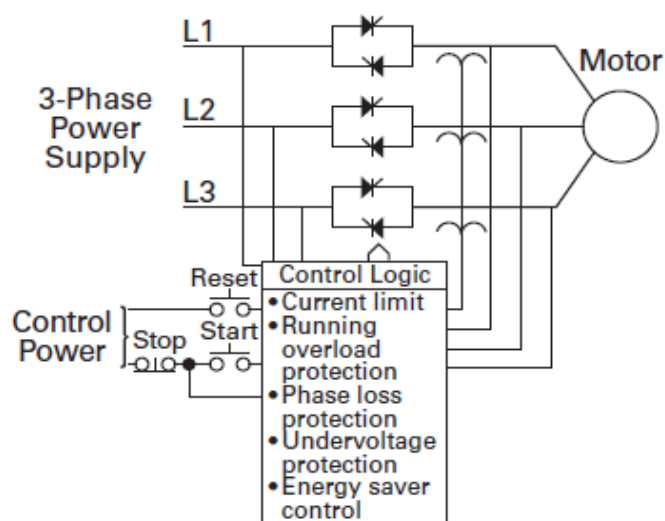 L1
Motor
3-Phase
Power
Supply
L2
L3
Reset
Control Logic
Control
Power
Stop
Start
•Current limit
•Running
overload
protection
•Phase loss
protection
•Undervoltage
protection
•Energy saver
control